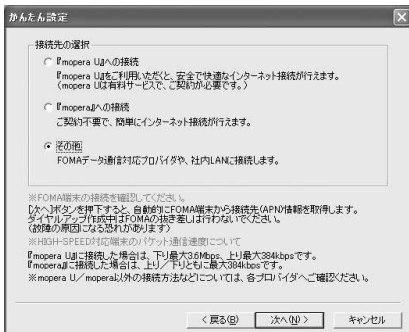 かんたん設定
接続先の選択
『mopera U』への接続
『mopera U』をご利用いただくと、安全で快適なインターネット接続が行えます。
(mopera Uは有料サービスで、ご契約が必要です。)
『mopera』への接続
ご契約不要で、簡単にインターネット接続が行えます。
その他
FOMAデータ通信対応プロバイダや、社内LANに接続します。
※FOMA端末の接続を確認してください。
[次へ]ボタンを押下すると、自動的にFOMA端末から接続先(APN)情報を取得します。
ダイヤルアップ作成中はFOMAの抜き差しは行わないでください。
(故障の原因になる恐れがあります)
※HIGH-SPEED対応端末のパケット通信速度について
『mopera U』に接続した場合は、下り最大3.6Mbps、上り最大384kbpsです。
『mopera』に接続した場合は、上り/下りともに最大384kbpsです。
※mopera U/mopera以外の接続方法などについては、各プロバイダへご確認ください。
< 戻る(B)
次へ(N) >
キャンセル